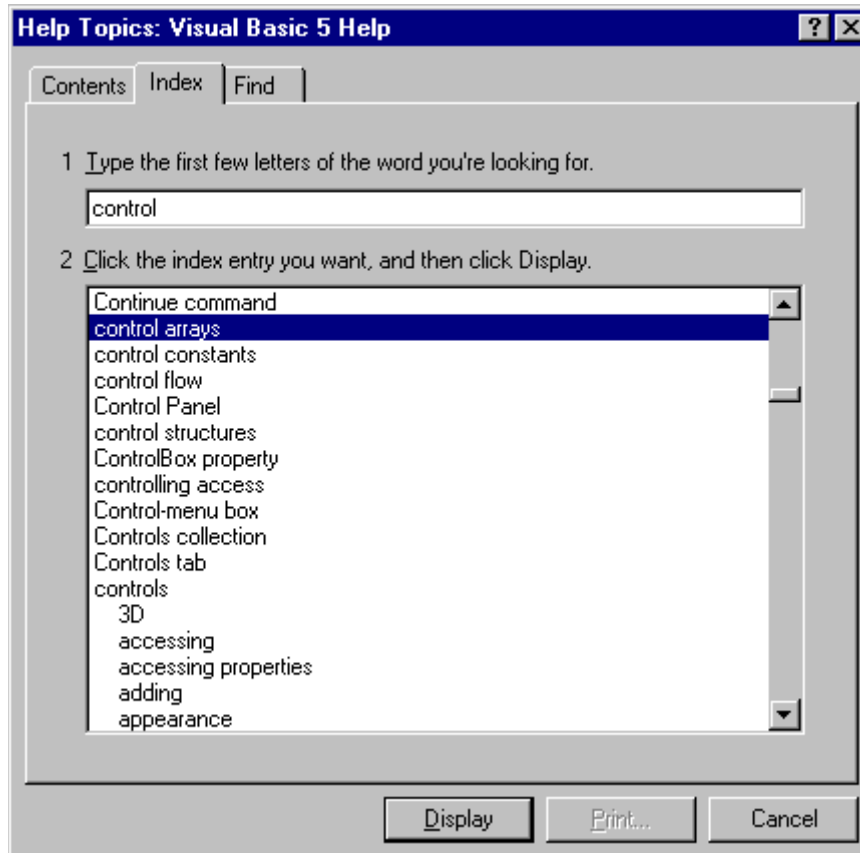 Help Topics: Visual Basic 5 Help
Contents Index Find
1 Type the first few letters of the word you're looking for.
control
2 Click the index entry you want, and then click Display.
Continue command
control arrays
control constants
control flow
Control Panel
control structures
ControlBox property
controlling access
Control-menu box
Controls collection
Controls tab
controls
3D
accessing
accessing properties
adding
appearance
Display Print... Cancel